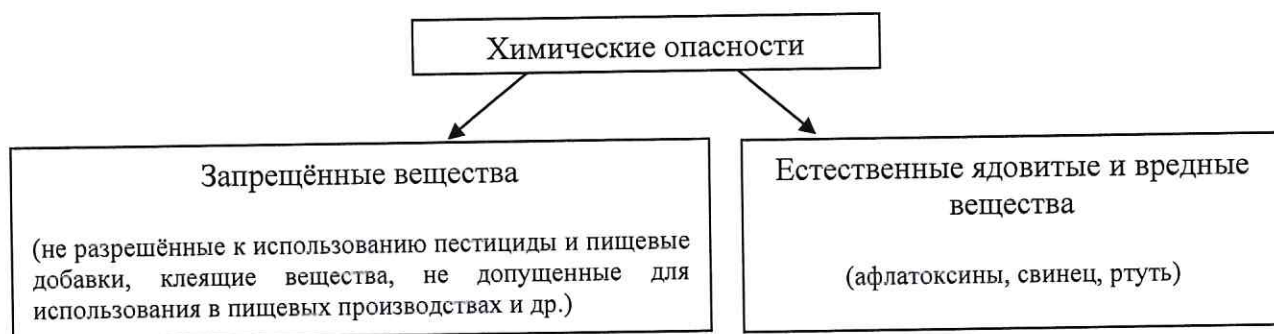 Химические опасности
Запрещённые вещества
(не разрешённые к использованию пестициды и пищевые
добавки, клеящие вещества, не допущенные для
использования в пищевых производствах и др.)
Естественные ядовитые и вредные
вещества
(афлатоксины, свинец, ртуть)